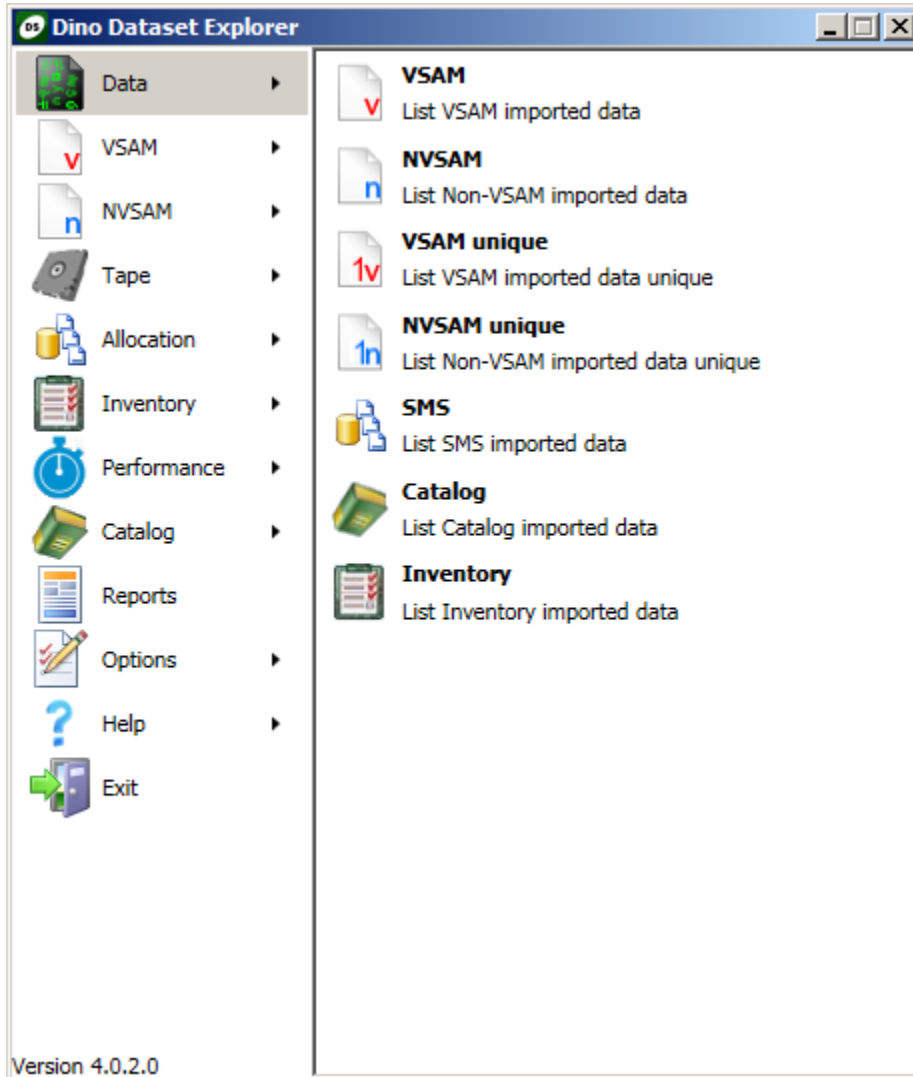 DS Dino Dataset Explorer
Data
VSAM
NVSAM
Tape
Allocation
Inventory
Performance
Catalog
Reports
Options
Help
Exit
Version 4.0.2.0
v
VSAM
List VSAM imported data
n
NVSAM
List Non-VSAM imported data
1v
VSAM unique
List VSAM imported data unique
1n
NVSAM unique
List Non-VSAM imported data unique
SMS
List SMS imported data
Catalog
List Catalog imported data
Inventory
List Inventory imported data